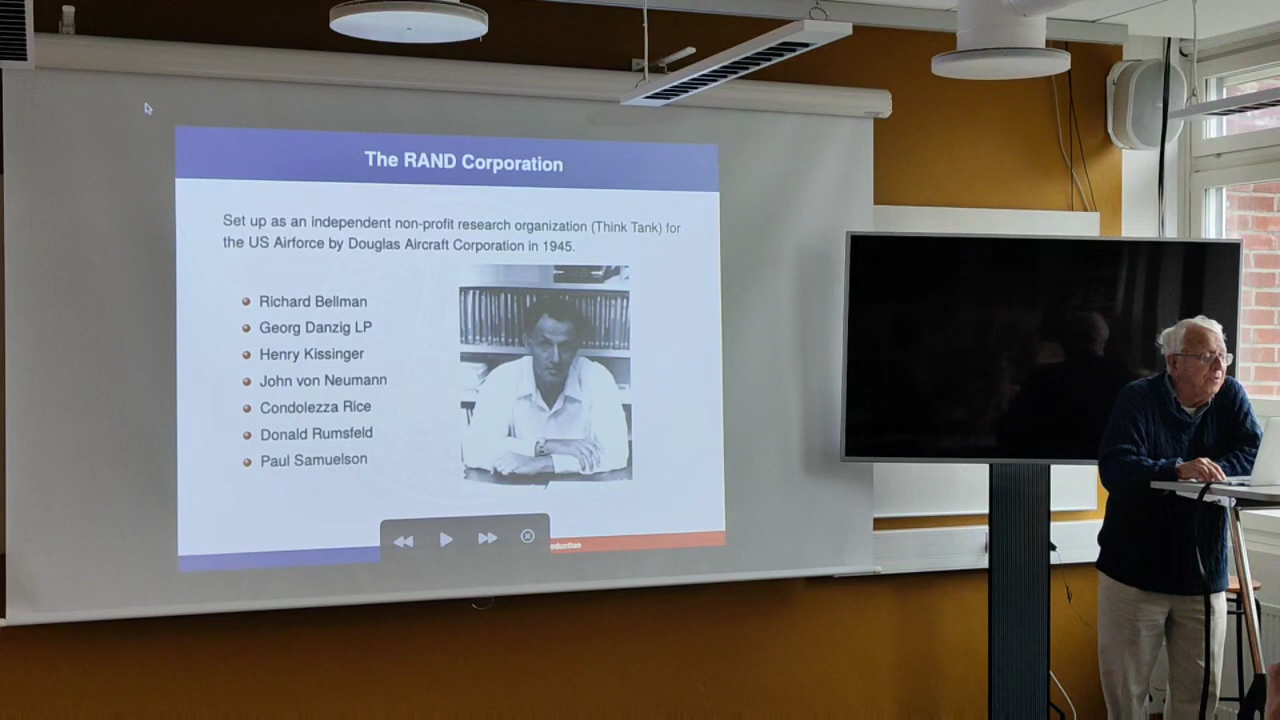 The RAND Corporation
Set up as an independent non-profit research organization (Think Tank) for
the US Airforce by Douglas Aircraft Corporation in 1945.
Richard Bellman
Georg Danzig LP
Henry Kissinger
John von Neumann
Condolezza Rice
Donald Rumsfeld
Paul Samuelson